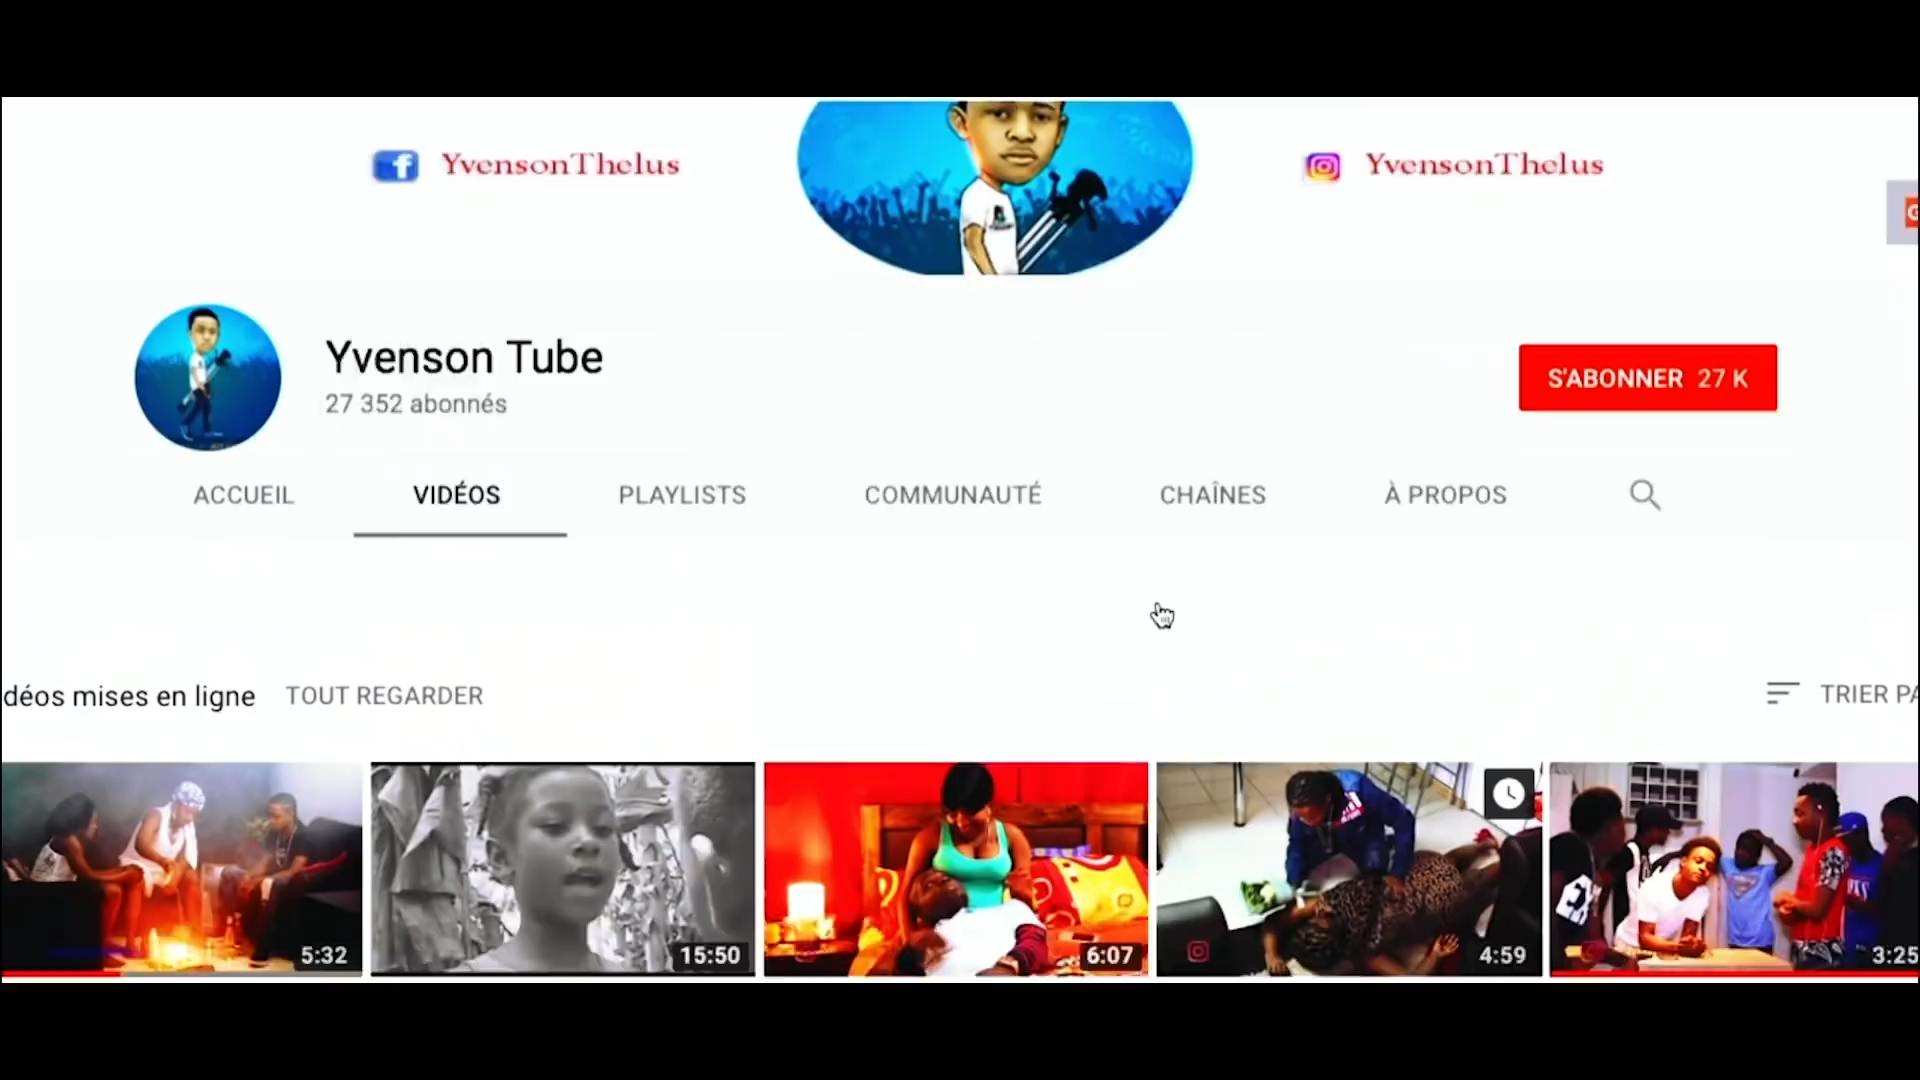 YvensonThelus
YvensonThelus
Yvenson Tube
27 352 abonnés
S'ABONNER 27 K
ACCUEIL
VIDÉOS
PLAYLISTS
COMMUNAUTÉ
CHAÎNES
À PROPOS
déos mises en ligne
TOUT REGARDER
TRIER PA
5:32
15:50
6:07
4:59
3:25